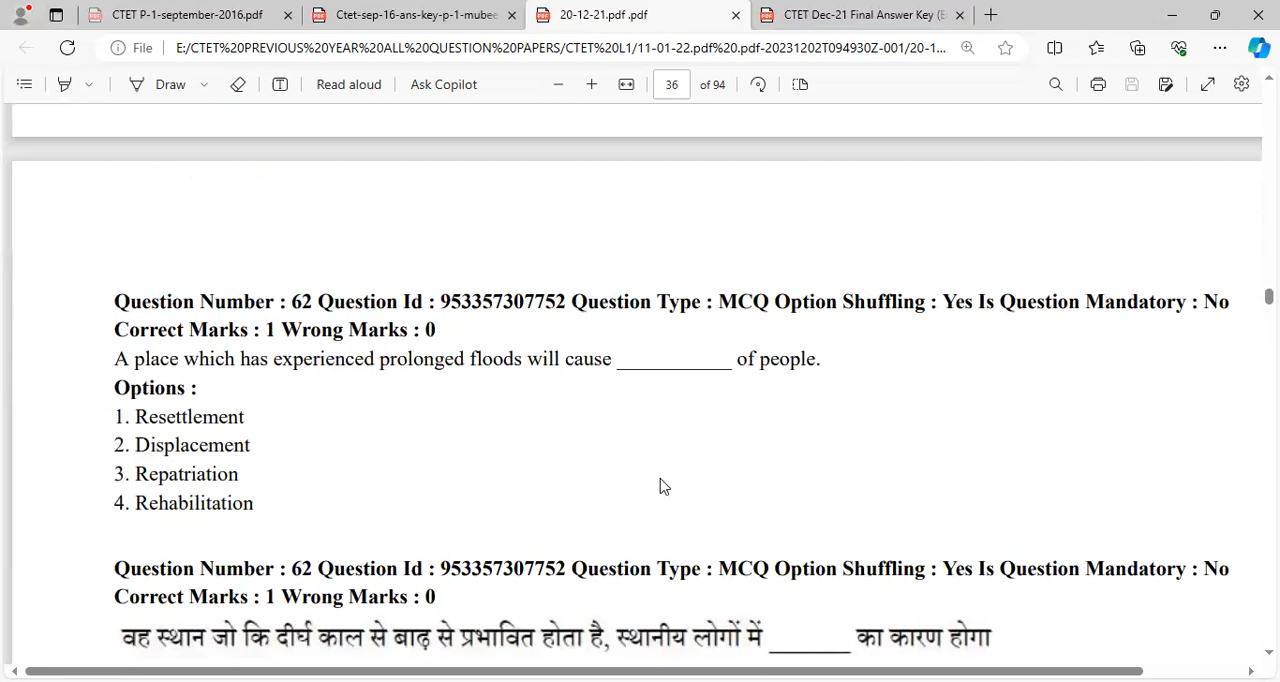 CTET P-1-september-2016.pdf
Ctet-sep-16-ans-key-p-1-mubee
20-12-21.pdf .pdf
CTET Dec-21 Final Answer Key (E
File
E:/CTET%20PREVIOUS%20YEAR%20ALL%20QUESTION%20PAPERS/CTET%20L1/11-01-22.pdf%20.pdf-20231202T094930Z-001/20-1...
Draw
Read aloud
Ask Copilot
36 of 94
Question Number : 62 Question Id : 953357307752 Question Type : MCQ Option Shuffling : Yes Is Question Mandatory : No
Correct Marks : 1 Wrong Marks : 0
A place which has experienced prolonged floods will cause ___________ of people.
Options :
1. Resettlement
2. Displacement
3. Repatriation
4. Rehabilitation
Question Number : 62 Question Id : 953357307752 Question Type : MCQ Option Shuffling : Yes Is Question Mandatory : No
Correct Marks : 1 Wrong Marks : 0
वह स्थान जो कि दीर्घ काल से बाढ़ से प्रभावित होता है, स्थानीय लोगों में _______ का कारण होगा